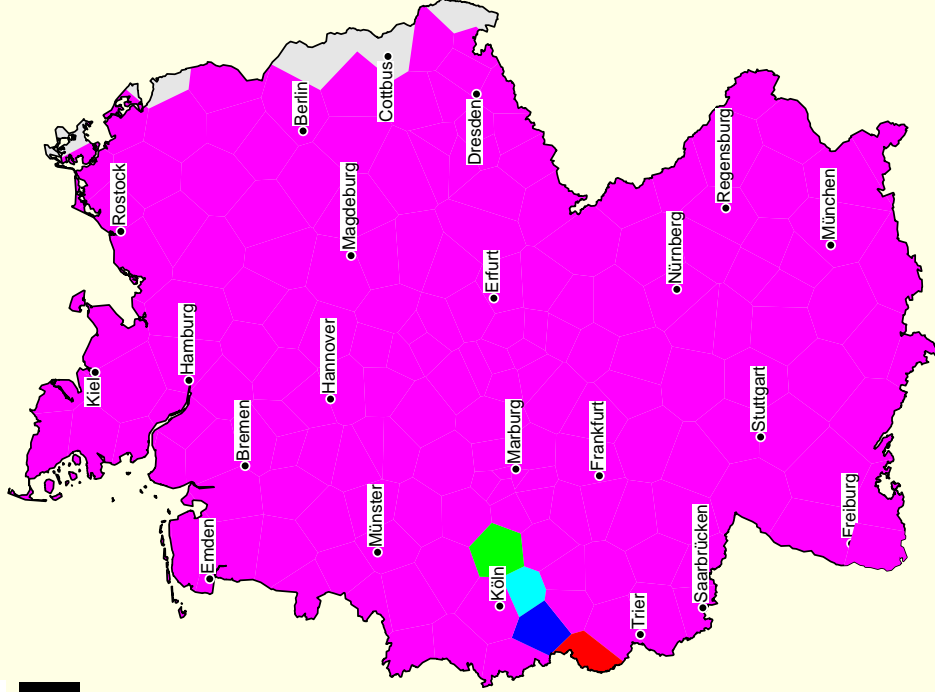 Kiel
Hamburg
Rostock
Emden
Bremen
Hannover
Magdeburg
Berlin
Cottbus
Münster
Köln
Marburg
Erfurt
Dresden
Frankfurt
Trier
Saarbrücken
Nürnberg
Regensburg
Stuttgart
München
Freiburg